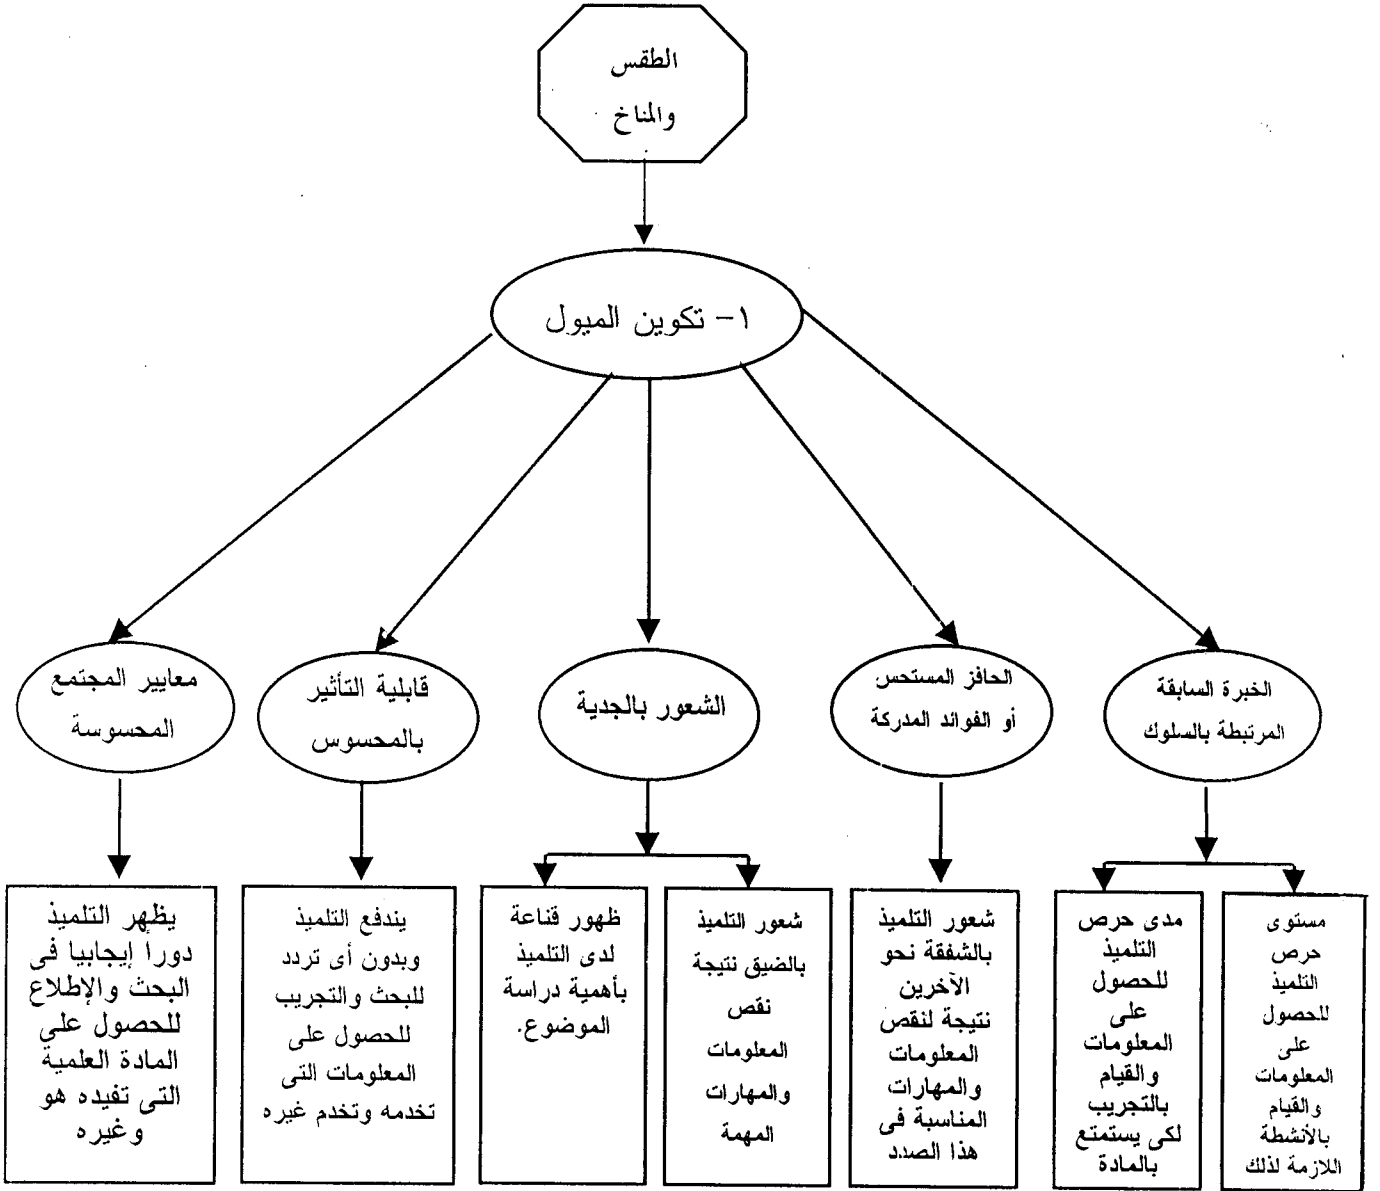 الطقس
والمناخ
١- تكوين الميول
الخبرة السابقة
المرتبطة بالسلوك
الحافز المستحس
أو الفوائد المدركة
الشعور بالجدية
قابلية التأثير
بالمحسوس
معايير المجتمع
المحسوسة
مستوى
حرص
التلميذ
للحصول
على
المعلومات
والقيام
بالأنشطة
اللازمة لذلك
مدى حرص
التلميذ
للحصول
على
المعلومات
والقيام
بالتجريب
لكى يستمتع
بالمادة
شعور التلميذ
بالشفقة نحو
الآخرين
نتيجة لنقص
المعلومات
والمهارات
المناسبة فى
هذا الصدد
شعور التلميذ
بالضيق نتيجة
نقص
المعلومات
والمهارات
المهمة
ظهور قناعة
لدى التلميذ
بأهمية دراسة
الموضوع.
يندفع التلميذ
وبدون أى تردد
للبحث والتجريب
للحصول على
المعلومات التى
تخدمه وتخدم غيره
يظهر التلميذ
دوراً إيجابيا فى
البحث والإطلاع
للحصول على
المادة العلمية
التى تفيده هو
وغيره